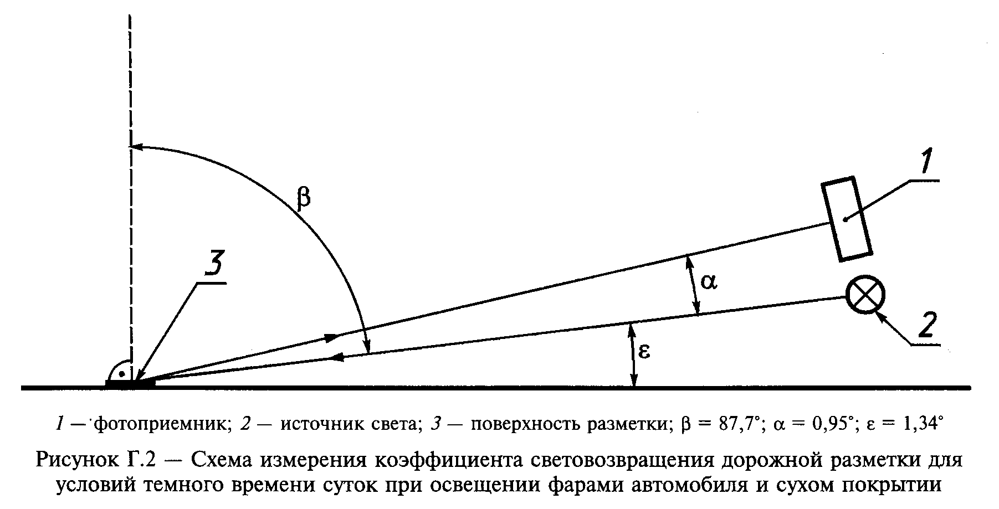 1
β
3
α
2
ε
1 — фотоприемник; 2 — источник света; 3 — поверхность разметки; β = 87,7°; α = 0,95°; ε = 1,34°
Рисунок Г.2 — Схема измерения коэффициента световозвращения дорожной разметки для
условий темного времени суток при освещении фарами автомобиля и сухом покрытии